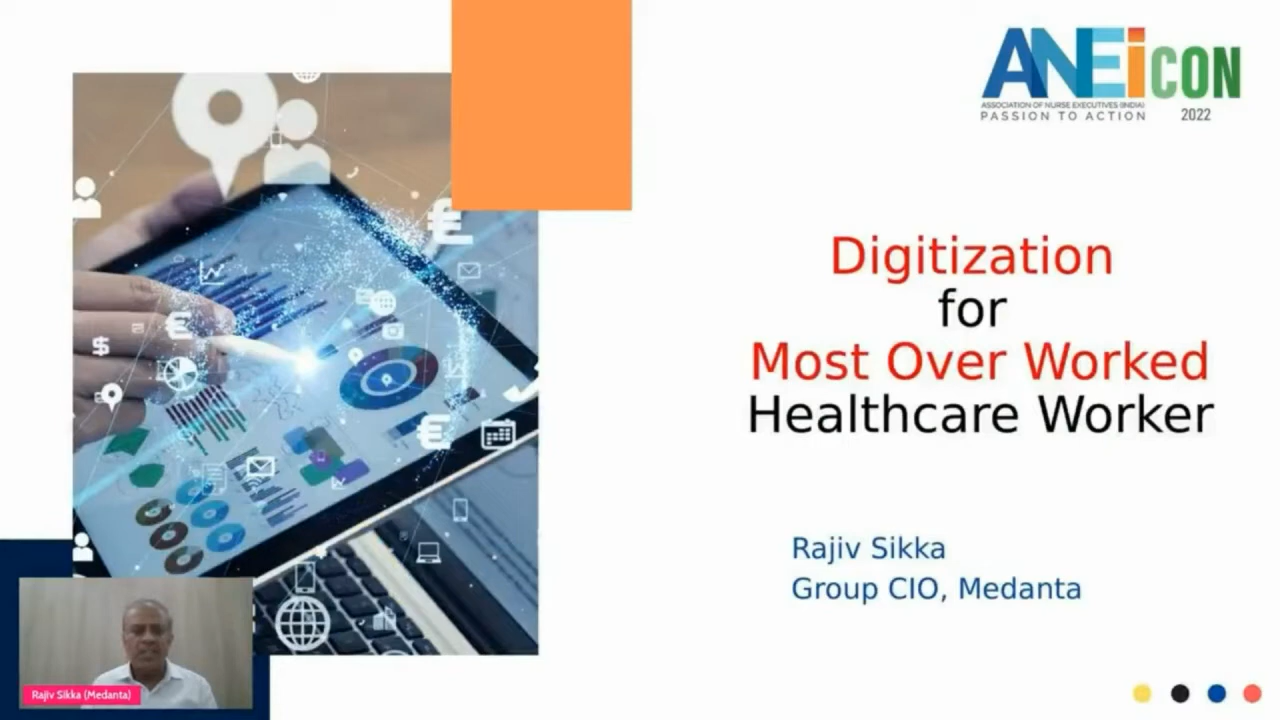 ANEiCON
ASSOCIATION OF NURSE EXECUTIVES (INDIA)
PASSION TO ACTION 2022
Digitization
for
Most Over Worked
Healthcare Worker
Rajiv Sikka
Group CIO, Medanta
Rajiv Sikka (Medanta)